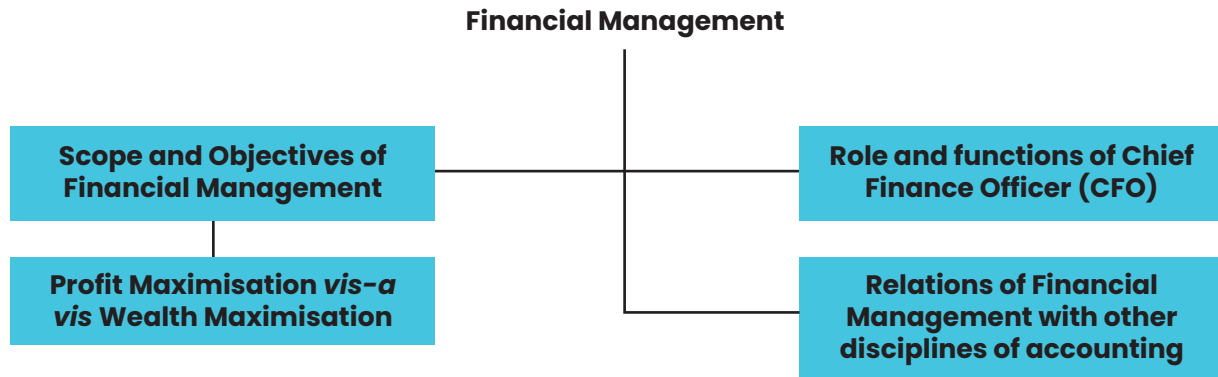 Financial Management
Scope and Objectives of
Financial Management
Role and functions of Chief
Finance Officer (CFO)
Profit Maximisation vis-a
vis Wealth Maximisation
Relations of Financial
Management with other
disciplines of accounting